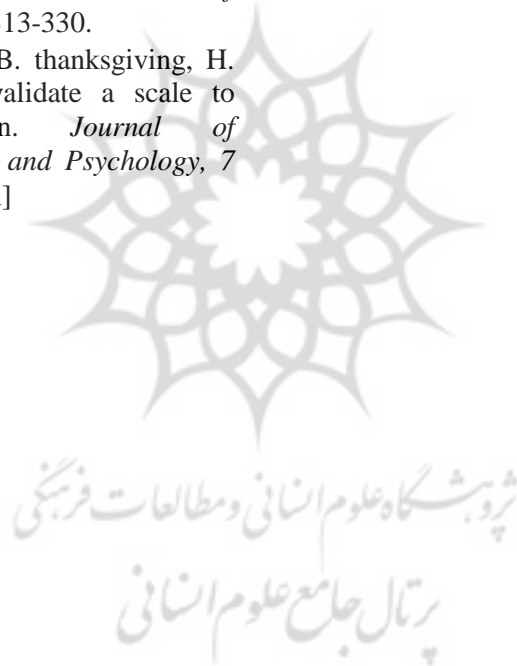 13-330.
B. thanksgiving, H.
validate a scale to
n. Journal of
and Psychology, 7
]
پژوهشگاه علوم انسانی و مطالعات فرهنگی
پرتال جامع علوم انسانی